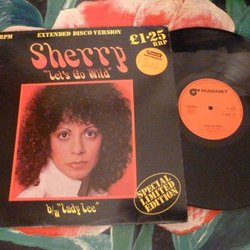 RPM
EXTENDED DISCO VERSION
Sherry
£1·25
RRP
"Let's Go Wild"
MAGNET
SPECIAL
LIMITED
EDITION
b/w "Lady Lee"